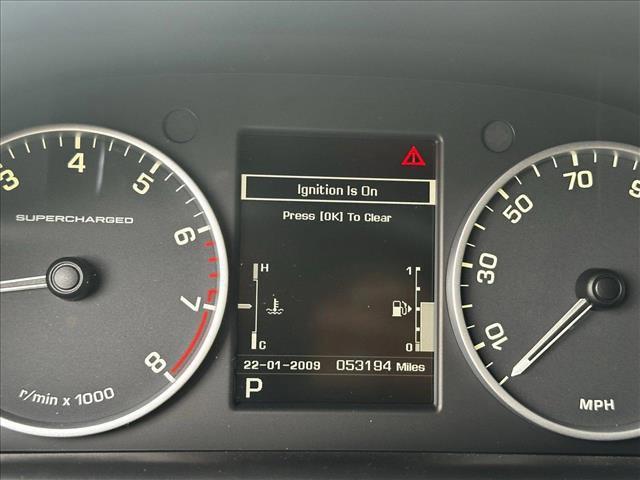 3 4 5 6 7 8
SUPERCHARGED
r/min x 1000
Ignition Is On
Press [OK] To Clear
H 1
C 0
22-01-2009 053194 Miles
P
10 30 50 70
MPH